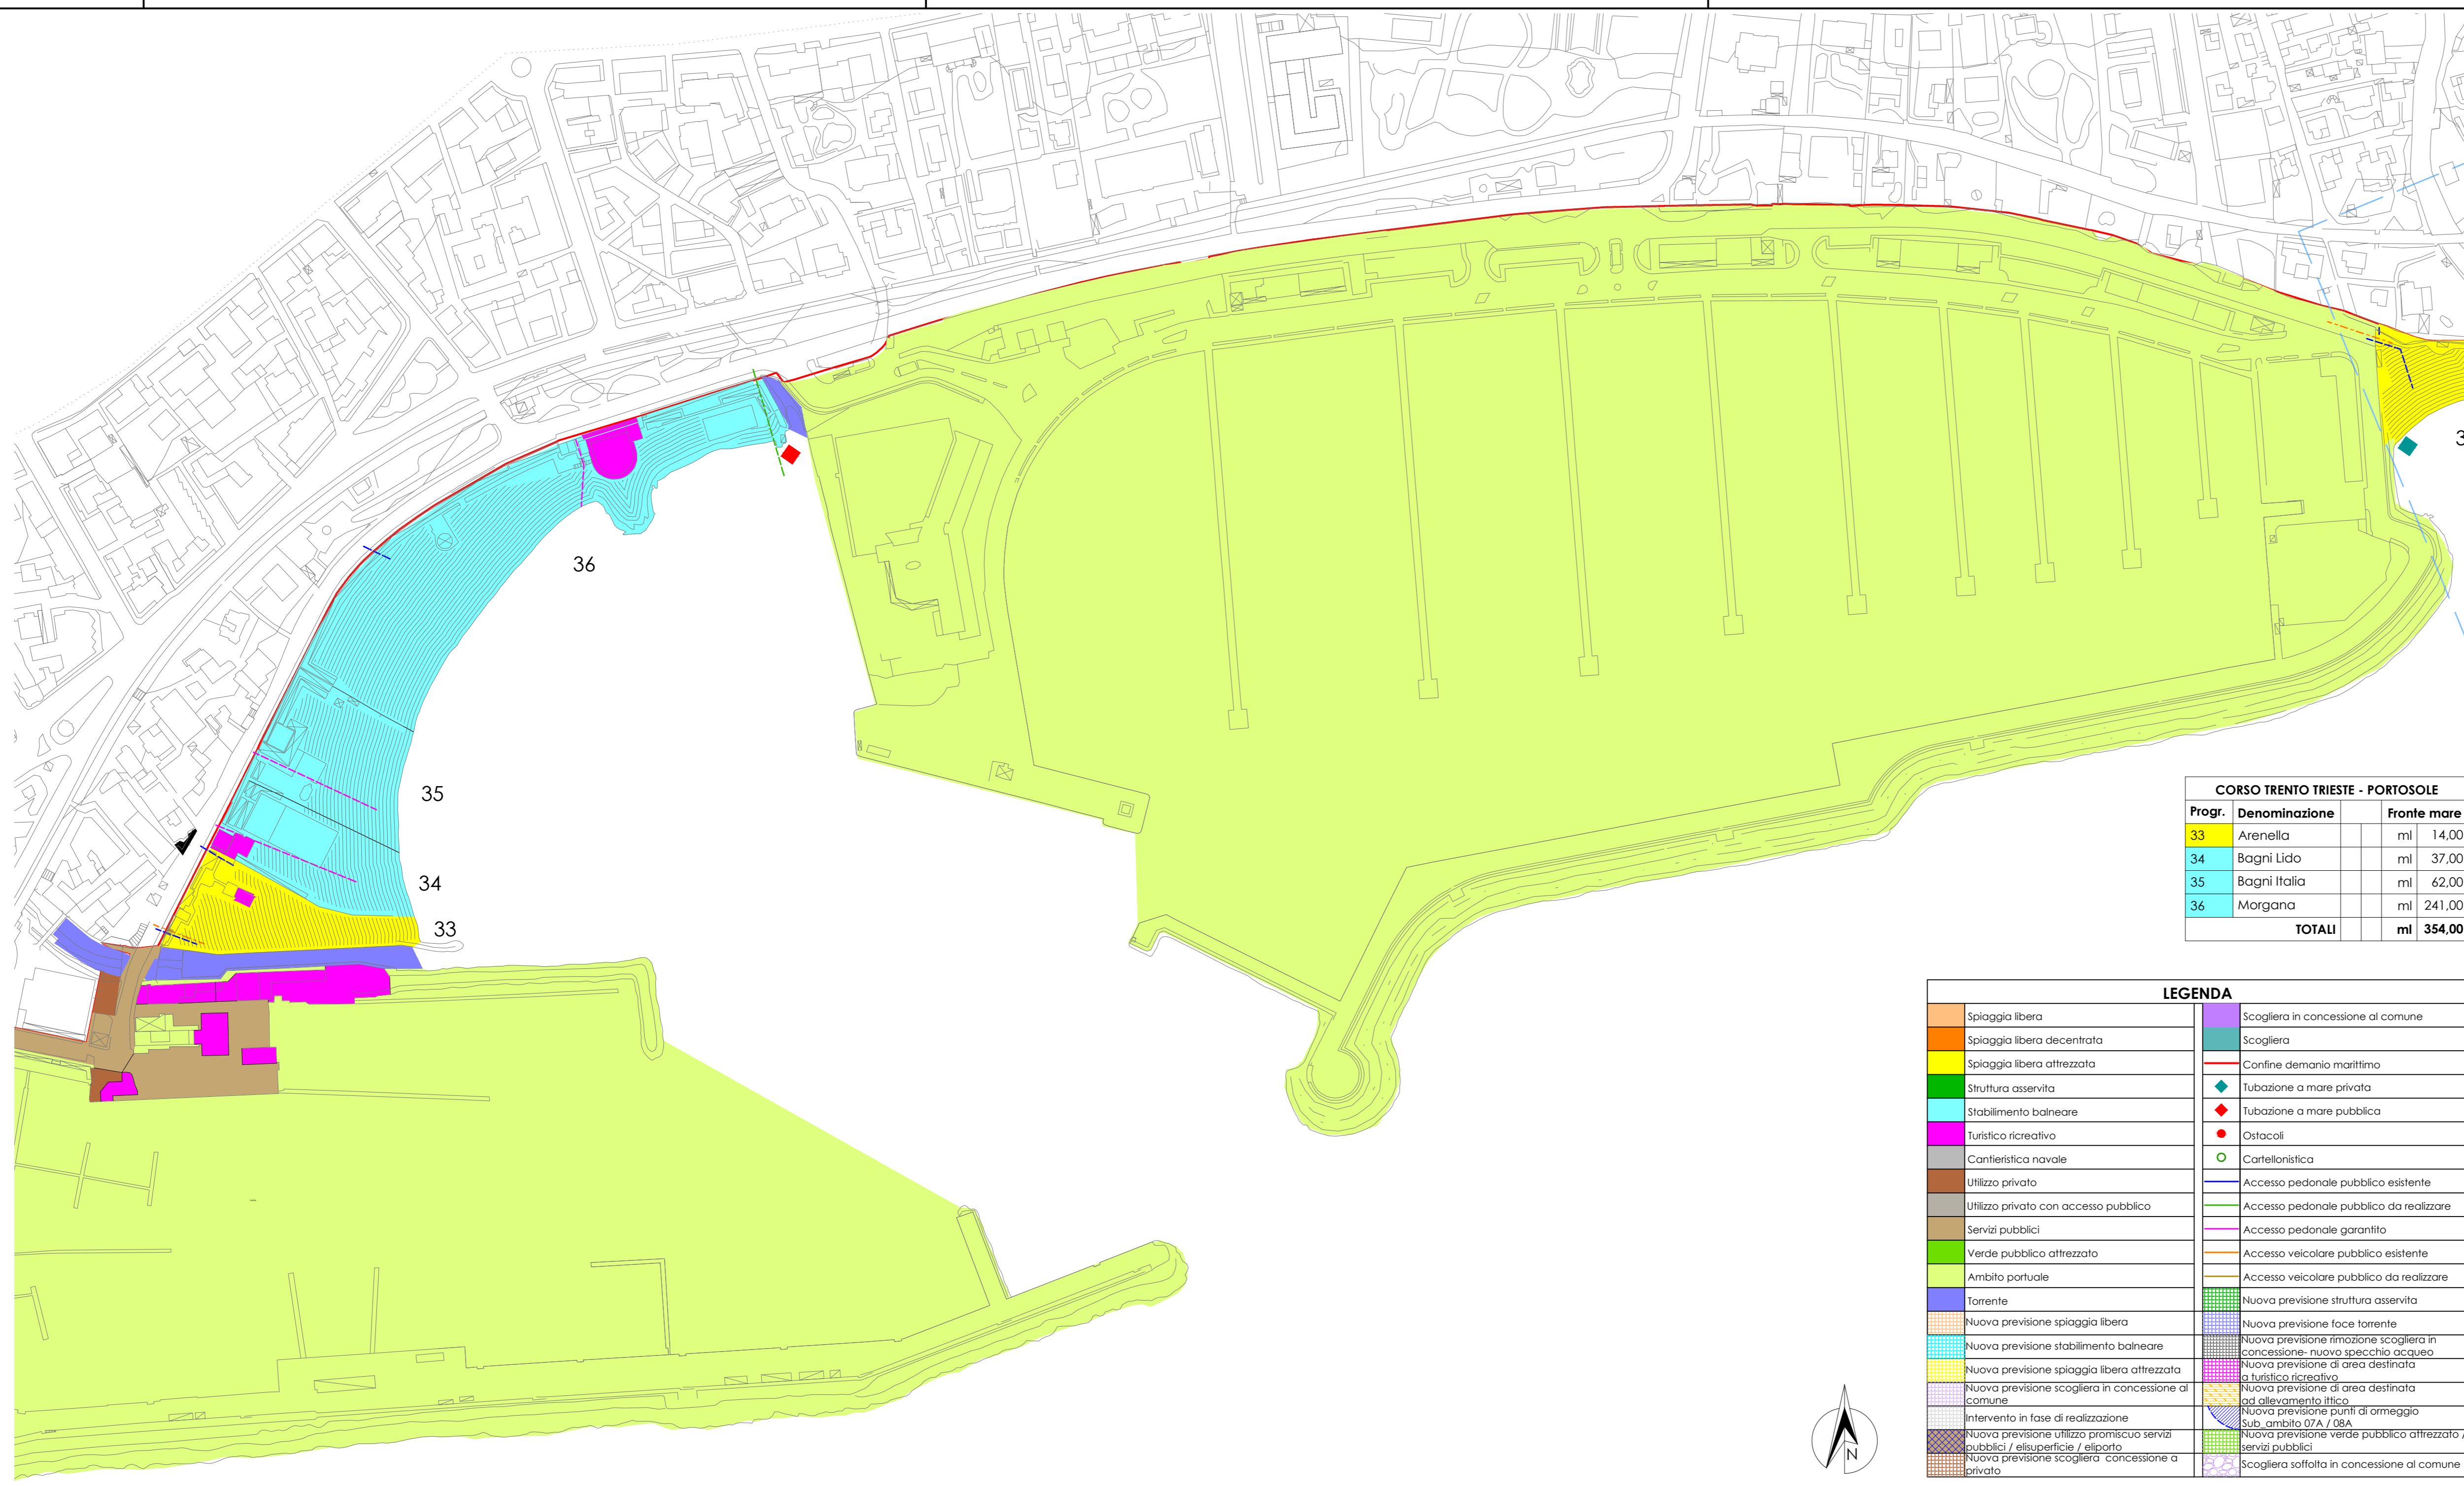 36
3
35
34
33
CORSO TRENTO TRIESTE - PORTOSOLE
Progr. Denominazione Fronte mare
33 Arenella ml 14,00
34 Bagni Lido ml 37,00
35 Bagni Italia ml 62,00
36 Morgana ml 241,00
TOTALI ml 354,00
LEGENDA
Spiaggia libera
Spiaggia libera decentrata
Spiaggia libera attrezzata
Struttura asservita
Stabilimento balneare
Turistico ricreativo
Cantieristica navale
Utilizzo privato
Utilizzo privato con accesso pubblico
Servizi pubblici
Verde pubblico attrezzato
Ambito portuale
Torrente
Nuova previsione spiaggia libera
Nuova previsione stabilimento balneare
Nuova previsione spiaggia libera attrezzata
Nuova previsione scogliera in concessione al
comune
Intervento in fase di realizzazione
Nuova previsione utilizzo promiscuo servizi
pubblici / elisuperficie / eliporto
Nuova previsione scogliera concessione a
privato
Scogliera in concessione al comune
Scogliera
Confine demanio marittimo
Tubazione a mare privata
Tubazione a mare pubblica
Ostacoli
Cartellonistica
Accesso pedonale pubblico esistente
Accesso pedonale pubblico da realizzare
Accesso pedonale garantito
Accesso veicolare pubblico esistente
Accesso veicolare pubblico da realizzare
Nuova previsione struttura asservita
Nuova previsione foce torrente
Nuova previsione rimozione scogliera in
concessione- nuovo specchio acqueo
Nuova previsione di area destinata
a turistico ricreativo
Nuova previsione di area destinata
ad allevamento ittico
Nuova previsione punti di ormeggio
Sub_ambito 07A / 08A
Nuova previsione verde pubblico attrezzato /
servizi pubblici
Scogliera soffolta in concessione al comune
N